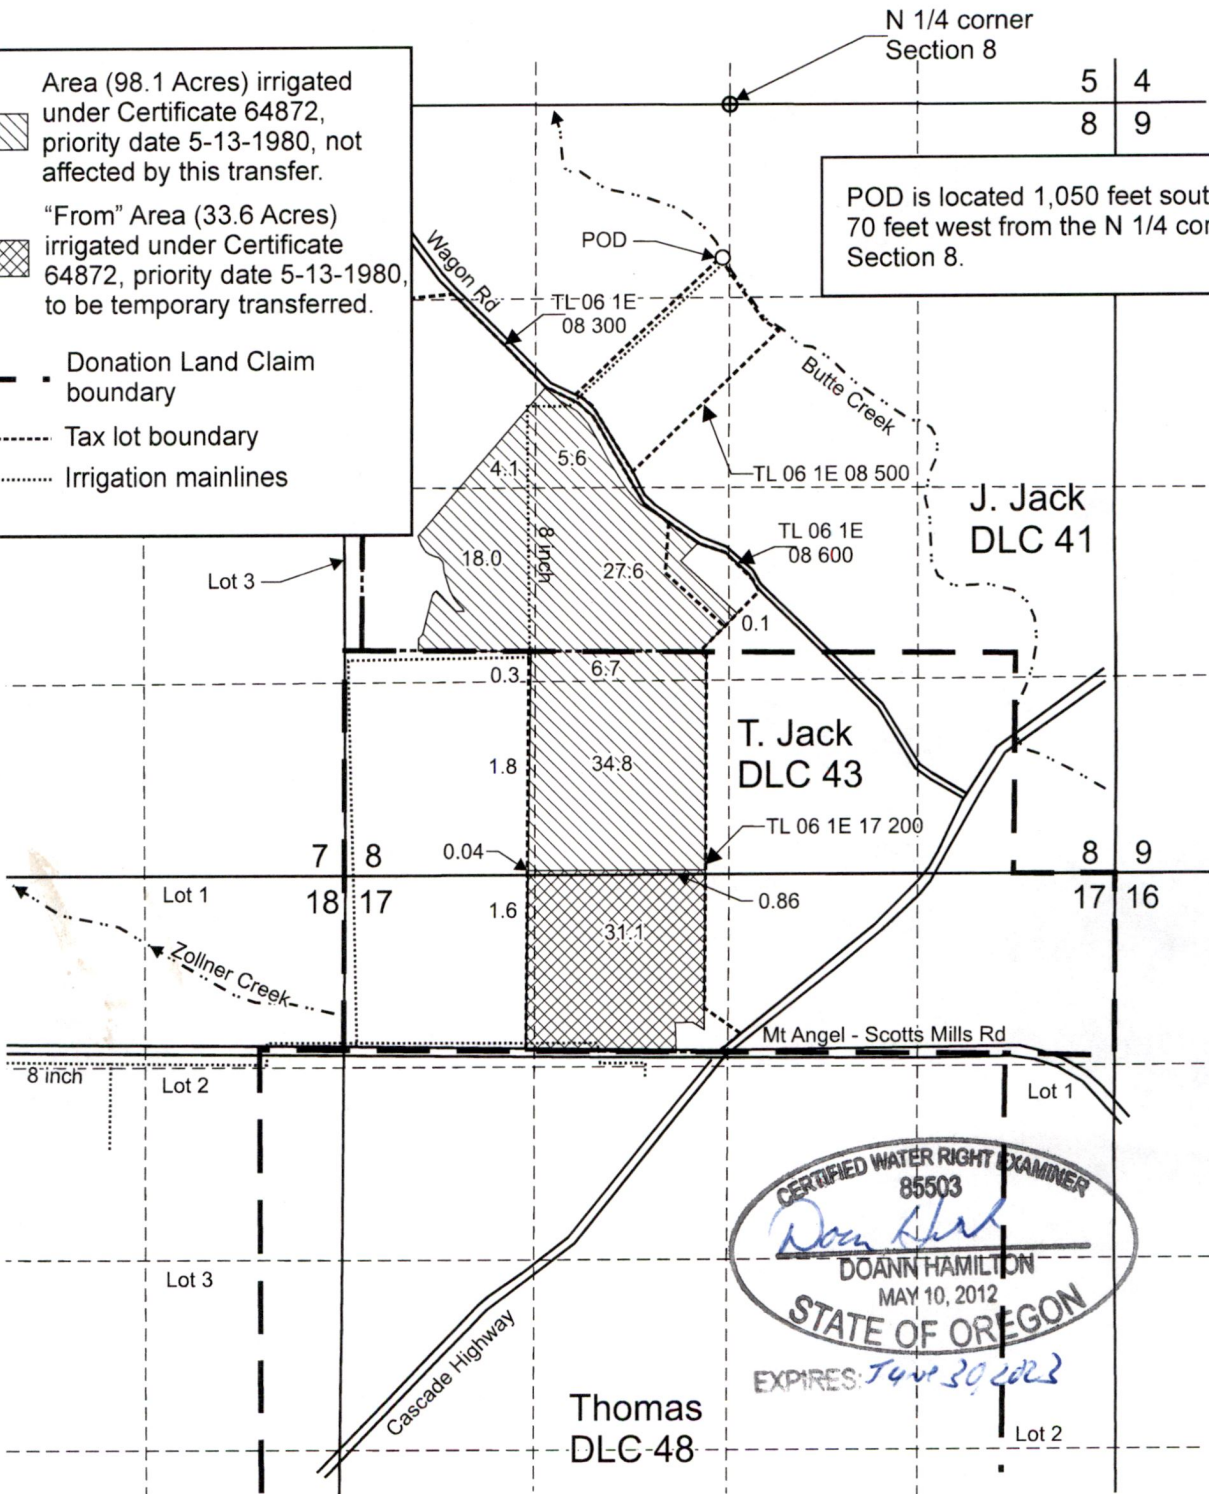 N 1/4 corner
Section 8
5 4
8 9
Area (98.1 Acres) irrigated
under Certificate 64872,
priority date 5-13-1980, not
affected by this transfer.
"From" Area (33.6 Acres)
irrigated under Certificate
64872, priority date 5-13-1980,
to be temporary transferred.
Donation Land Claim
boundary
Tax lot boundary
Irrigation mainlines
POD is located 1,050 feet sout
70 feet west from the N 1/4 cor
Section 8.
POD
Wagon Rd
TL 06 1E
08 300
Butte Creek
4.1
5.6
TL 06 1E 08 500
J. Jack
DLC 41
8 inch
TL 06 1E
08 600
18.0
27.6
Lot 3
0.1
0.3
6.7
T. Jack
DLC 43
1.8
34.8
TL 06 1E 17 200
0.04
7 8
18 17
8 9
17 16
Lot 1
1.6
0.86
31.1
Zollner Creek
Mt Angel - Scotts Mills Rd
8 inch
Lot 2
Lot 1
CERTIFIED WATER RIGHT EXAMINER
85503
Doann Hamilton
DOANN HAMILTON
MAY 10, 2012
STATE OF OREGON
EXPIRES: June 30, 2023
Lot 3
Cascade Highway
Thomas
DLC 48
Lot 2